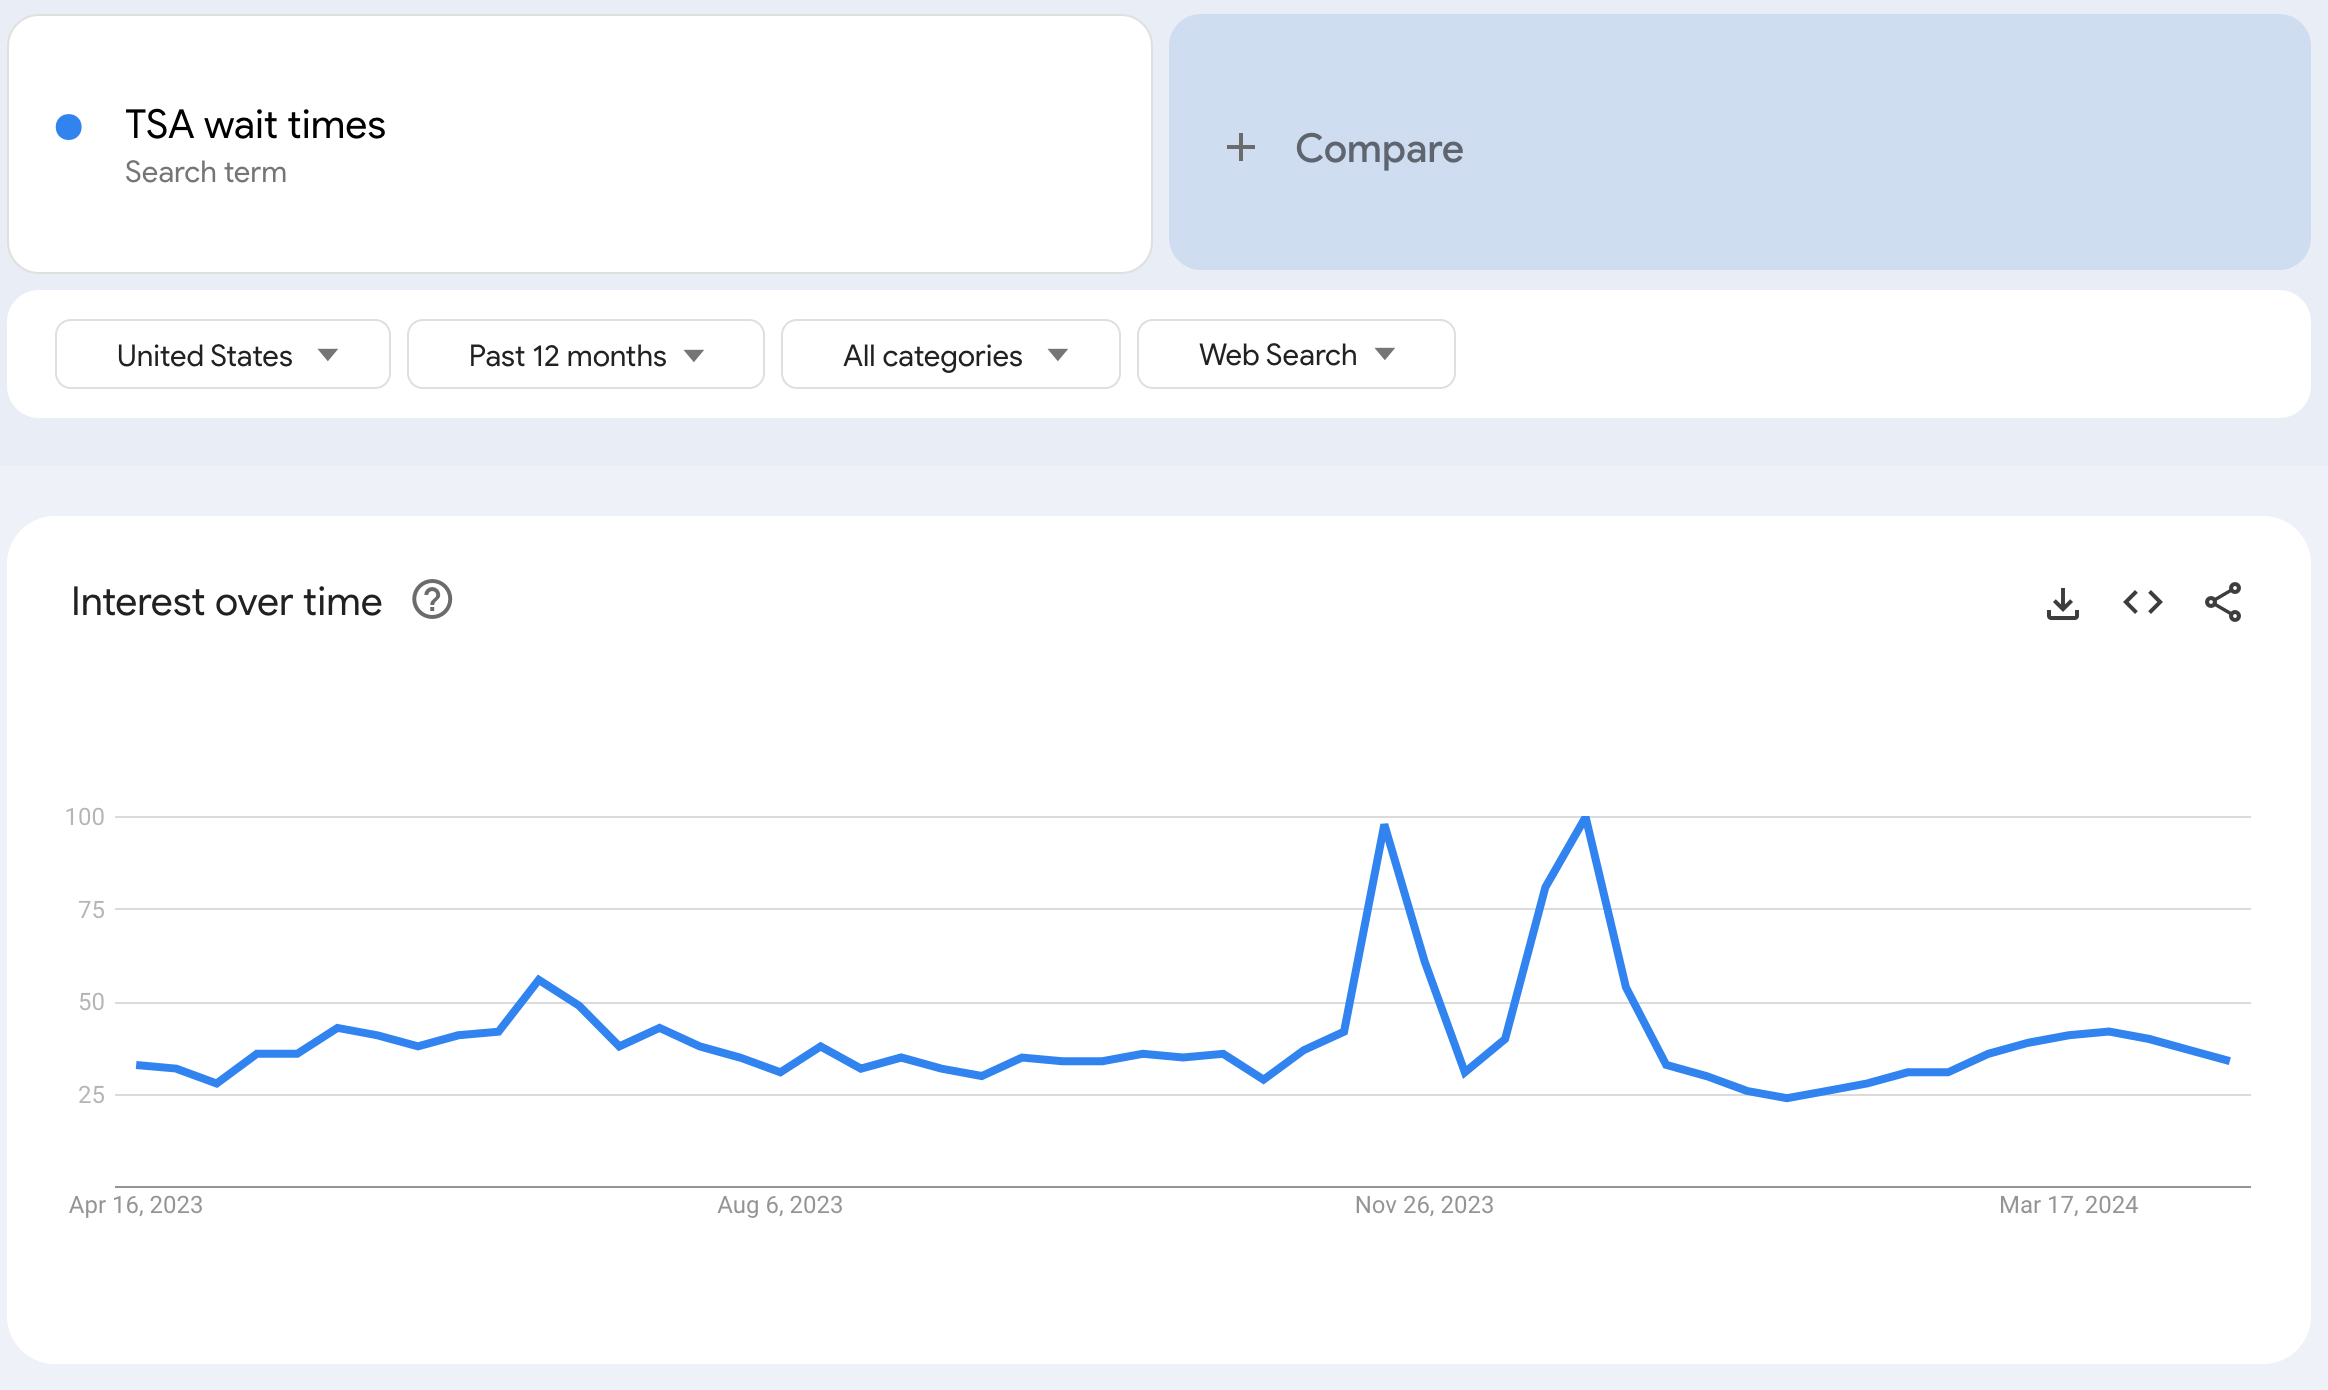 TSA wait times
Search term
+ Compare
United States
Past 12 months
All categories
Web Search
Interest over time
100
75
50
25
Apr 16, 2023
Aug 6, 2023
Nov 26, 2023
Mar 17, 2024